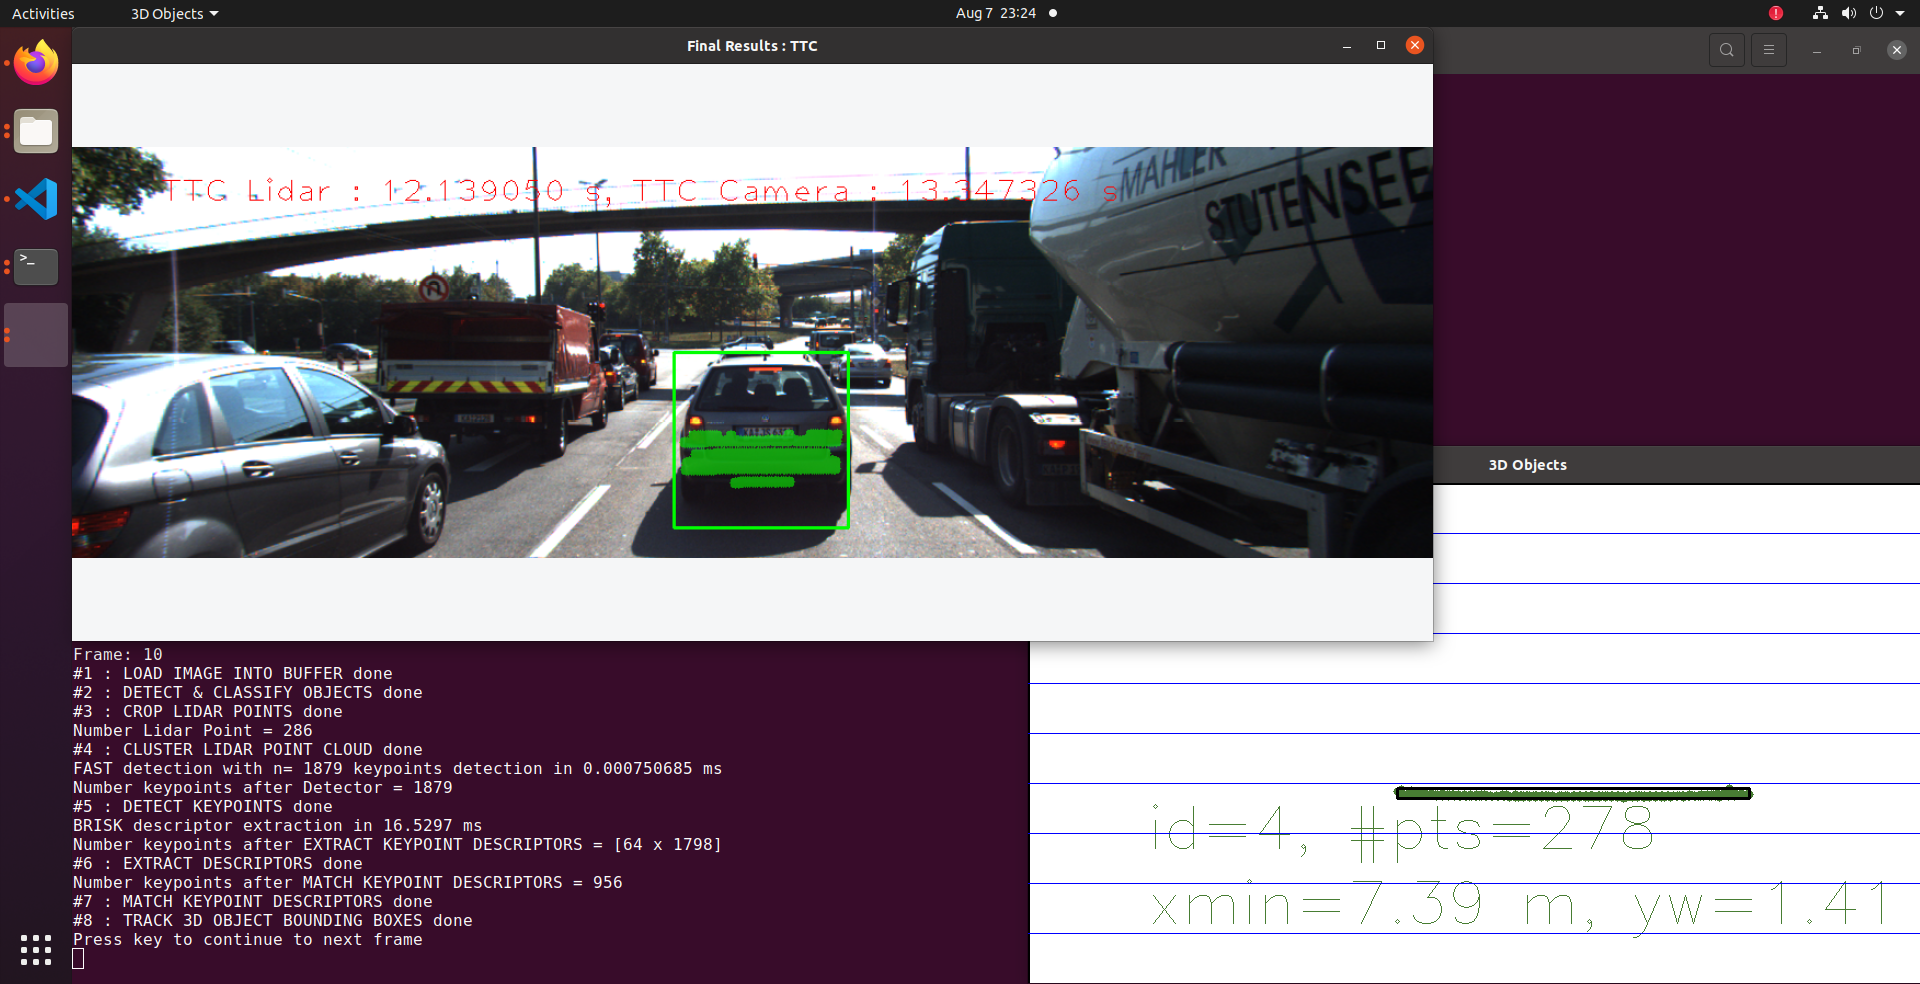 Activities
3D Objects
Aug 7 23:24
Final Results : TTC
TTC Lidar : 12.139050 s, TTC Camera : 13.347326 s
MAHLER
STUTENSEE
Frame: 10
#1 : LOAD IMAGE INTO BUFFER done
#2 : DETECT & CLASSIFY OBJECTS done
#3 : CROP LIDAR POINTS done
Number Lidar Point = 286
#4 : CLUSTER LIDAR POINT CLOUD done
FAST detection with n= 1879 keypoints detection in 0.000750685 ms
Number keypoints after Detector = 1879
#5 : DETECT KEYPOINTS done
BRISK descriptor extraction in 16.5297 ms
Number keypoints after EXTRACT KEYPOINT DESCRIPTORS = [64 x 1798]
#6 : EXTRACT DESCRIPTORS done
Number keypoints after MATCH KEYPOINT DESCRIPTORS = 956
#7 : MATCH KEYPOINT DESCRIPTORS done
#8 : TRACK 3D OBJECT BOUNDING BOXES done
Press key to continue to next frame
3D Objects
id=4, #pts=278
xmin=7.39 m, yw=1.41